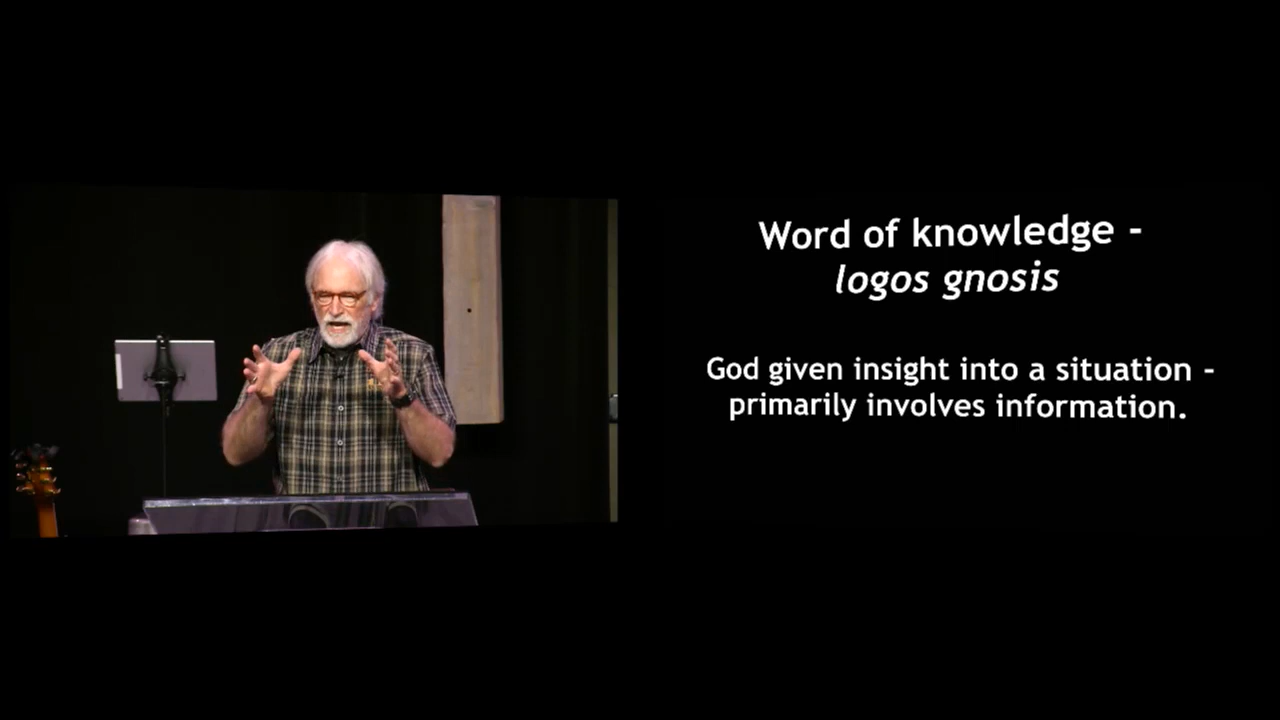 Word of knowledge -
logos gnosis
God given insight into a situation -
primarily involves information.